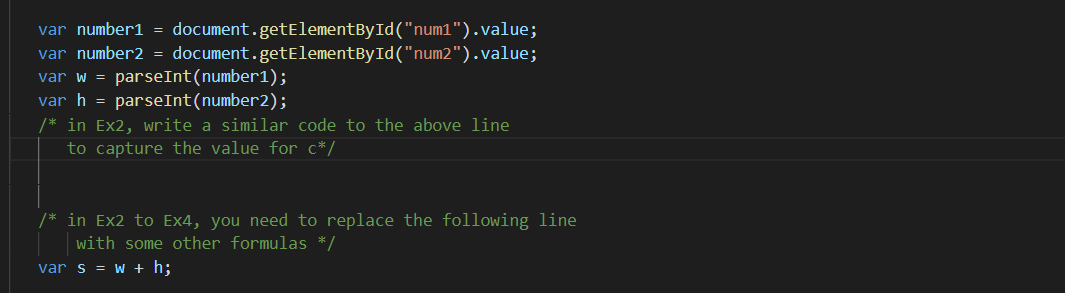 var number1 = document.getElementById("num1").value;
var number2 = document.getElementById("num2").value;
var w = parseInt(number1);
var h = parseInt(number2);
/* in Ex2, write a similar code to the above line
to capture the value for c*/
/* in Ex2 to Ex4, you need to replace the following line
with some other formulas */
var s = w + h;